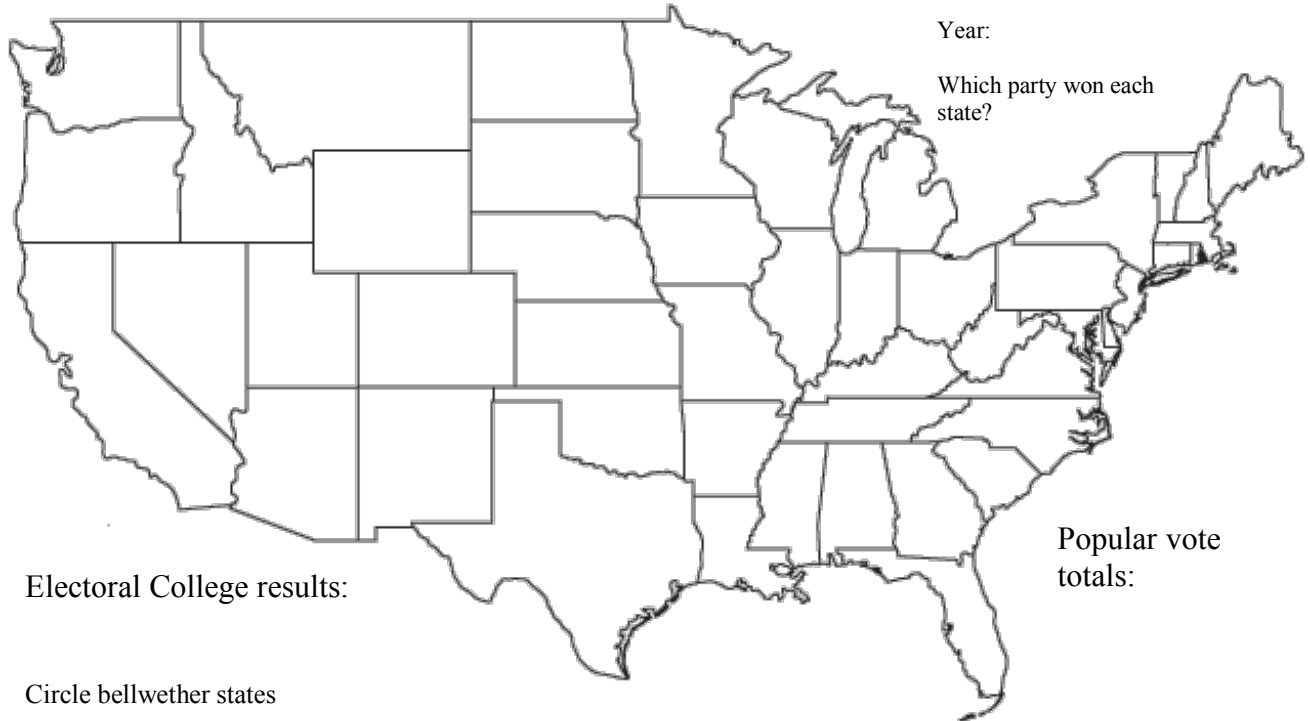 Year:
Which party won each
state?
Popular vote
totals:
Electoral College results:
Circle bellwether states